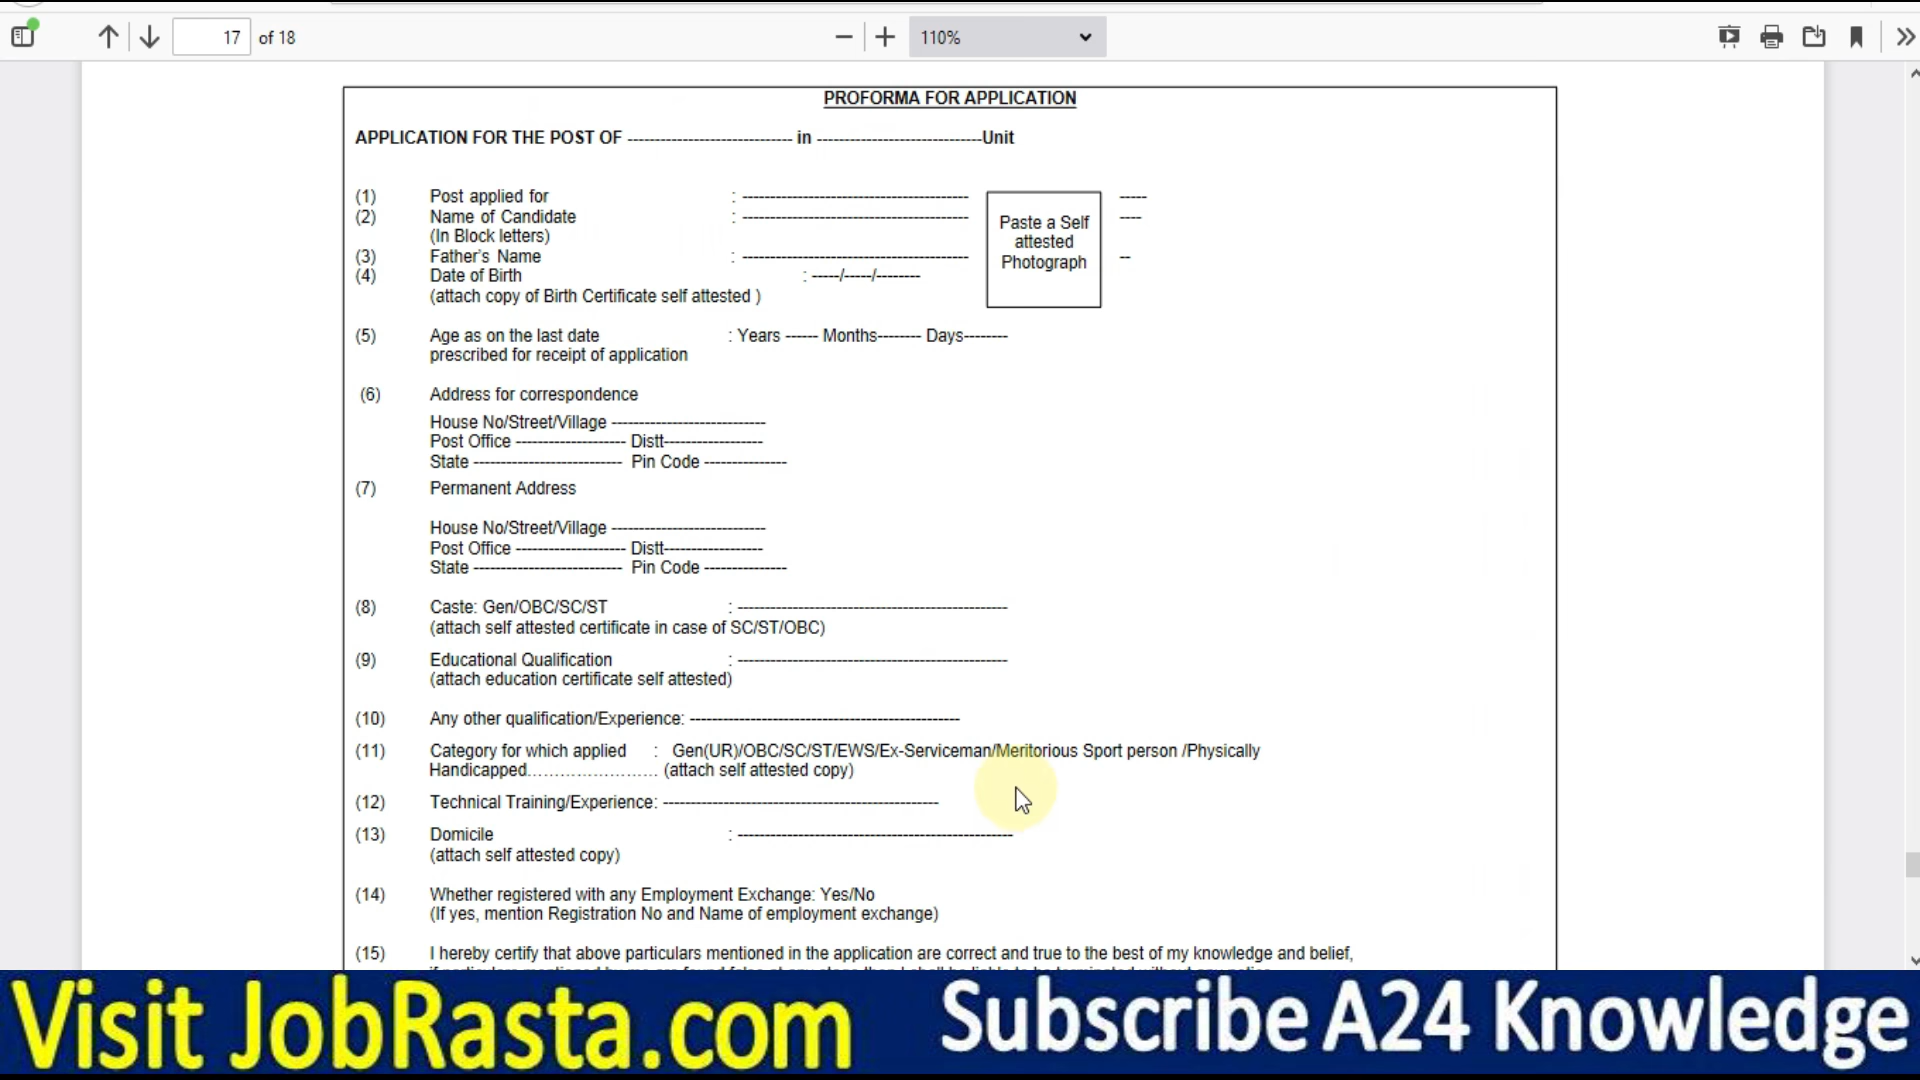 17 of 18
110%
PROFORMA FOR APPLICATION
APPLICATION FOR THE POST OF ------------------------------ in ------------------------------Unit
(1) Post applied for : ----------------------------------------- -----
(2) Name of Candidate : ----------------------------------------- ----
(In Block letters)
Paste a Self
attested
Photograph
(3) Father's Name : ----------------------------------------- --
(4) Date of Birth : -----/-----/--------
(attach copy of Birth Certificate self attested )
(5) Age as on the last date : Years ------ Months-------- Days--------
prescribed for receipt of application
(6) Address for correspondence
House No/Street/Village ----------------------------
Post Office -------------------- Distt------------------
State --------------------------- Pin Code ---------------
(7) Permanent Address
House No/Street/Village ----------------------------
Post Office -------------------- Distt------------------
State --------------------------- Pin Code ---------------
(8) Caste: Gen/OBC/SC/ST : -------------------------------------------------
(attach self attested certificate in case of SC/ST/OBC)
(9) Educational Qualification : -------------------------------------------------
(attach education certificate self attested)
(10) Any other qualification/Experience: -------------------------------------------------
(11) Category for which applied : Gen(UR)/OBC/SC/ST/EWS/Ex-Serviceman/Meritorious Sport person /Physically
Handicapped........................ (attach self attested copy)
(12) Technical Training/Experience: --------------------------------------------------
(13) Domicile : --------------------------------------------------
(attach self attested copy)
(14) Whether registered with any Employment Exchange: Yes/No
(If yes, mention Registration No and Name of employment exchange)
(15) I hereby certify that above particulars mentioned in the application are correct and true to the best of my knowledge and belief,
Visit JobRasta.com
Subscribe A24 Knowledge